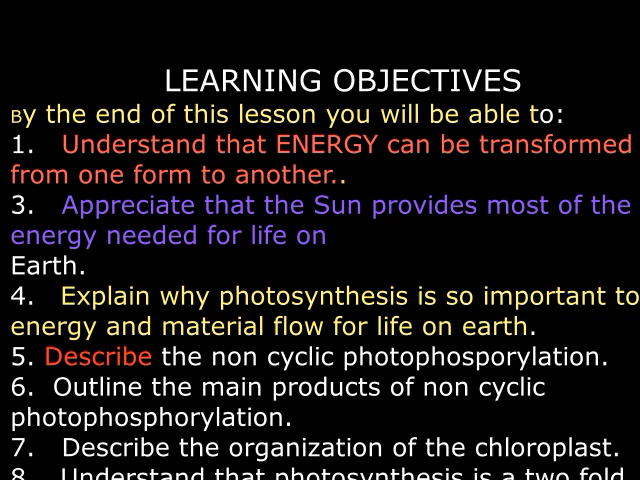 LEARNING OBJECTIVES
By the end of this lesson you will be able to:
1. Understand that ENERGY can be transformed
from one form to another..
3. Appreciate that the Sun provides most of the
energy needed for life on
Earth.
4. Explain why photosynthesis is so important to
energy and material flow for life on earth.
5. Describe the non cyclic photophosporylation.
6. Outline the main products of non cyclic
photophosphorylation.
7. Describe the organization of the chloroplast.
8. Understand that photosynthesis is a two fold